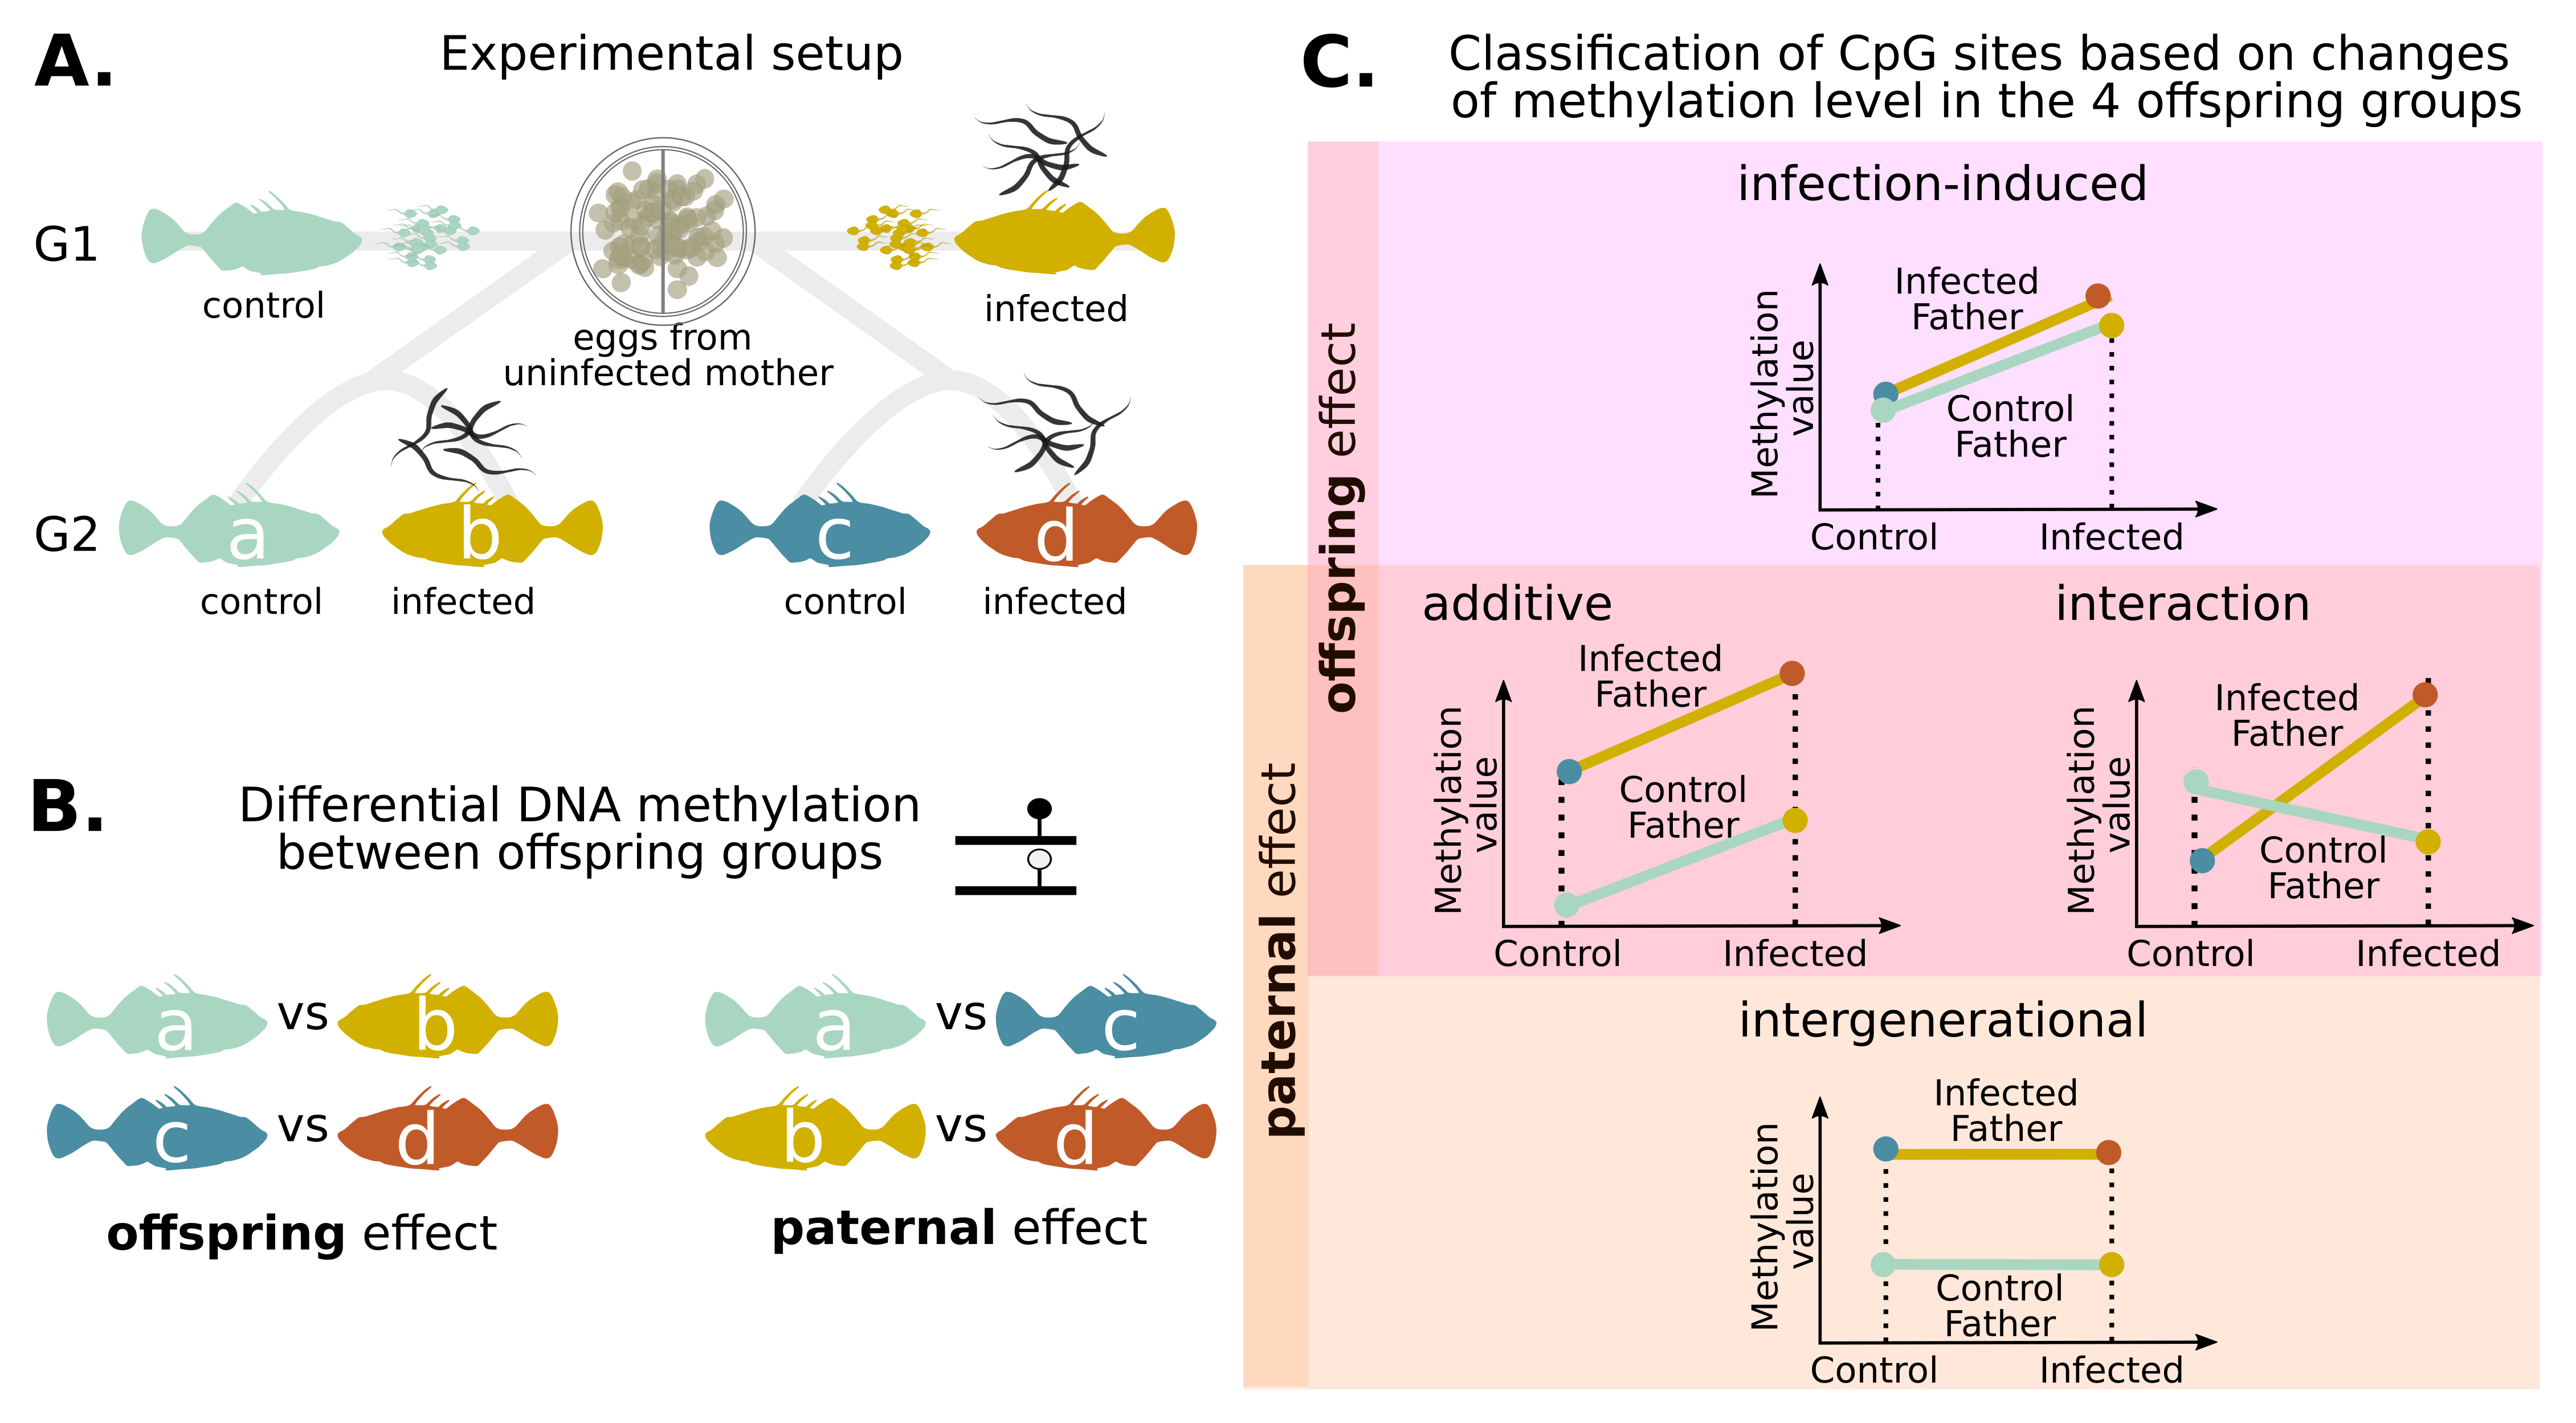 A.
Experimental setup
G1
control
eggs from
uninfected mother
infected
G2
a
b
c
d
control
infected
control
infected
B.
Differential DNA methylation
between offspring groups
a vs b
a vs c
c vs d
b vs d
offspring effect
paternal effect
C.
Classification of CpG sites based on changes
of methylation level in the 4 offspring groups
offspring effect
paternal effect
infection-induced
Methylation
value
Infected
Father
Control
Father
Control
Infected
additive
Methylation
value
Infected
Father
Control
Father
Control
Infected
interaction
Methylation
value
Infected
Father
Control
Father
Control
Infected
intergenerational
Methylation
value
Infected
Father
Control
Father
Control
Infected